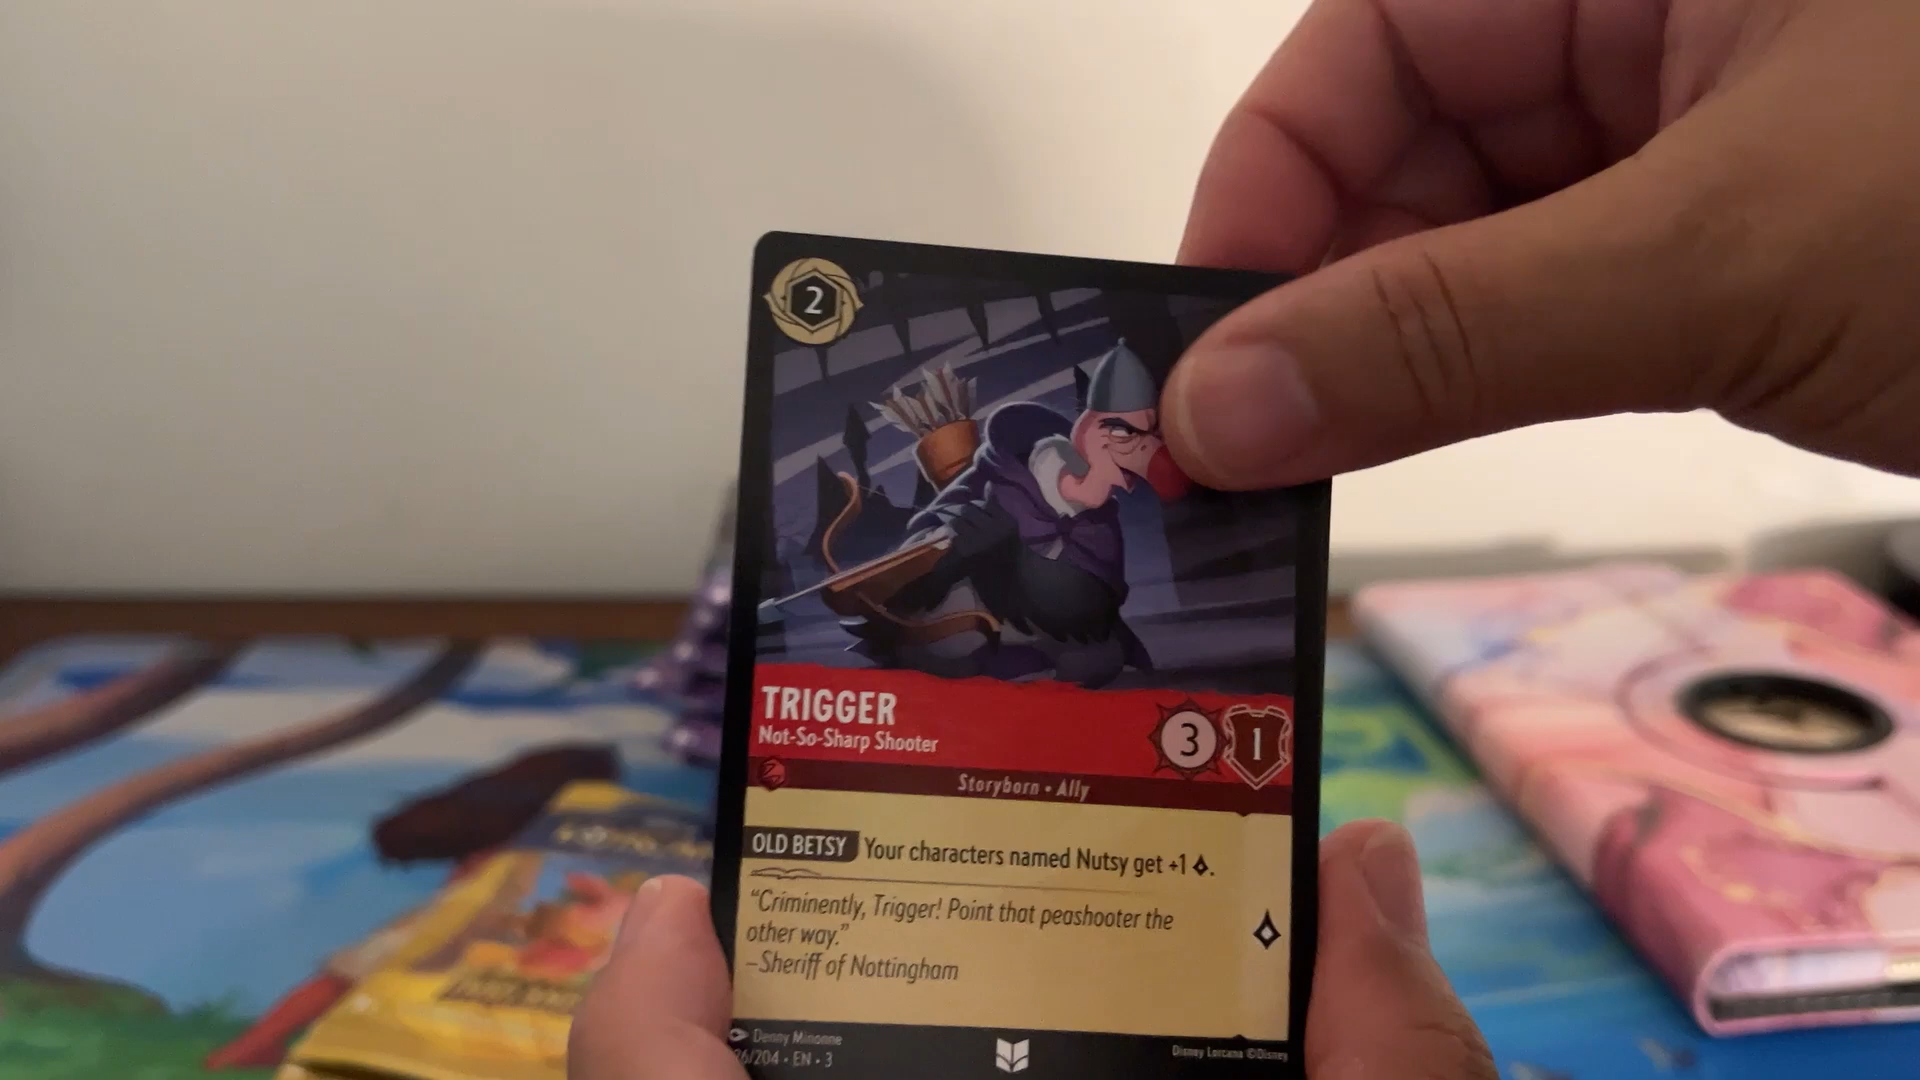 2
TRIGGER
Not-So-Sharp Shooter
3
1
Storyborn • Ally
OLD BETSY Your characters named Nutsy get +1
“Criminently, Trigger! Point that peashooter the
other way.”
–Sheriff of Nottingham
Denny Minonne
26/204 • EN • 3
Disney Lorcana ©Disney